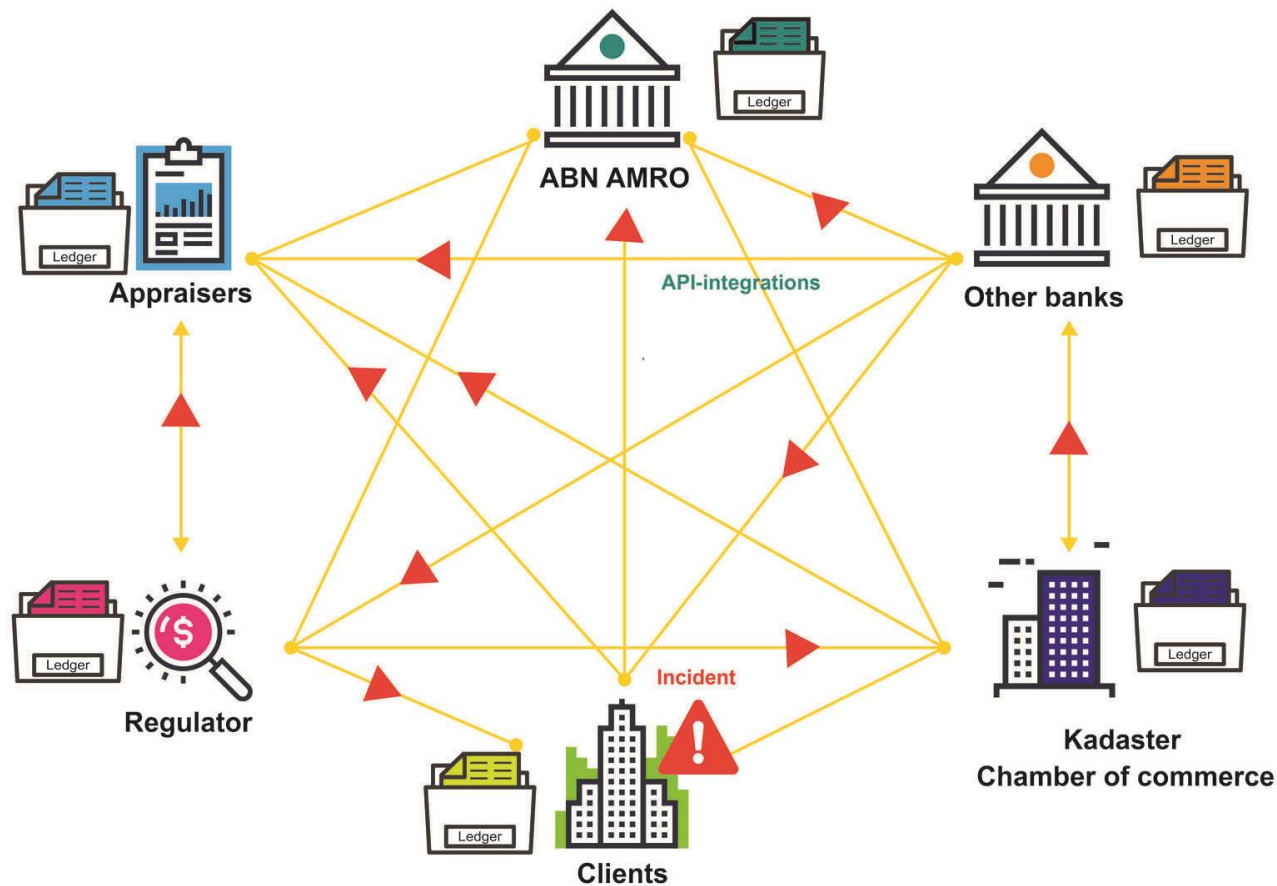 Ledger
ABN AMRO
Ledger
Appraisers
API-integrations
Ledger
Other banks
Ledger
$
Regulator
Incident
!
Ledger
Kadaster
Chamber of commerce
Ledger
Clients